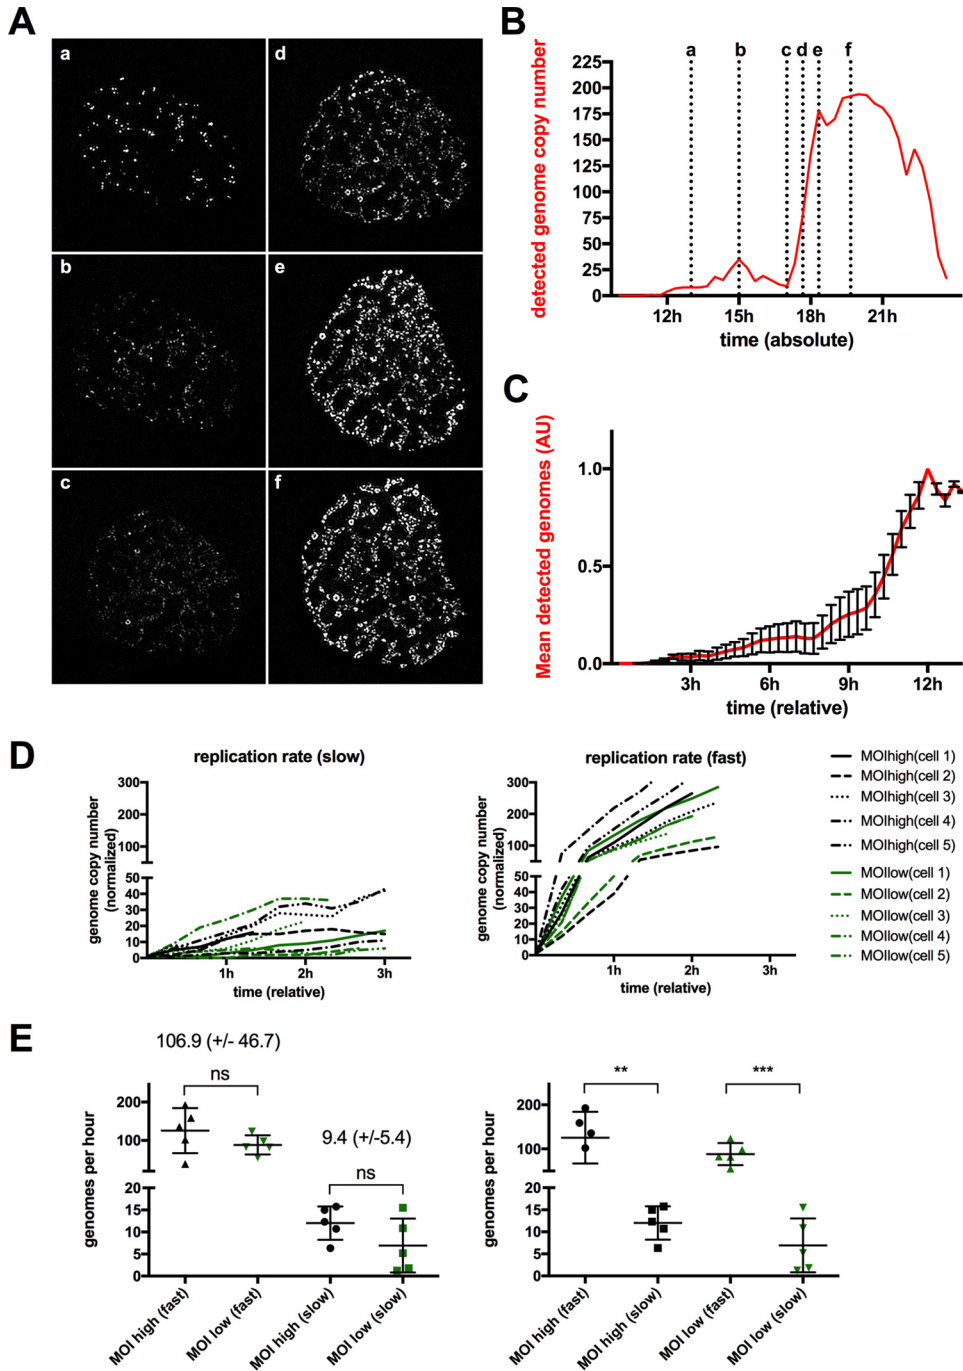 A
a
d
b
e
c
f
B
detected genome copy number
a b c d e f
225
200
175
150
125
100
75
50
25
0
12h 15h 18h 21h
time (absolute)
C
Mean detected genomes (AU)
1.0
0.5
0.0
3h 6h 9h 12h
time (relative)
D
replication rate (slow)
genome copy number
(normalized)
300
200
100
50
40
30
20
10
0
1h 2h 3h
time (relative)
replication rate (fast)
genome copy number
(normalized)
300
200
100
50
40
30
20
10
0
1h 2h 3h
time (relative)
MOIhigh(cell 1)
MOIhigh(cell 2)
MOIhigh(cell 3)
MOIhigh(cell 4)
MOIhigh(cell 5)
MOIlow(cell 1)
MOIlow(cell 2)
MOIlow(cell 3)
MOIlow(cell 4)
MOIlow(cell 5)
E
106.9 (+/- 46.7)
ns
9.4 (+/-5.4)
ns
genomes per hour
200
100
20
15
10
5
0
MOI high (fast)
MOI low (fast)
MOI high (slow)
MOI low (slow)
**
***
genomes per hour
200
100
20
15
10
5
0
MOI high (fast)
MOI high (slow)
MOI low (fast)
MOI low (slow)